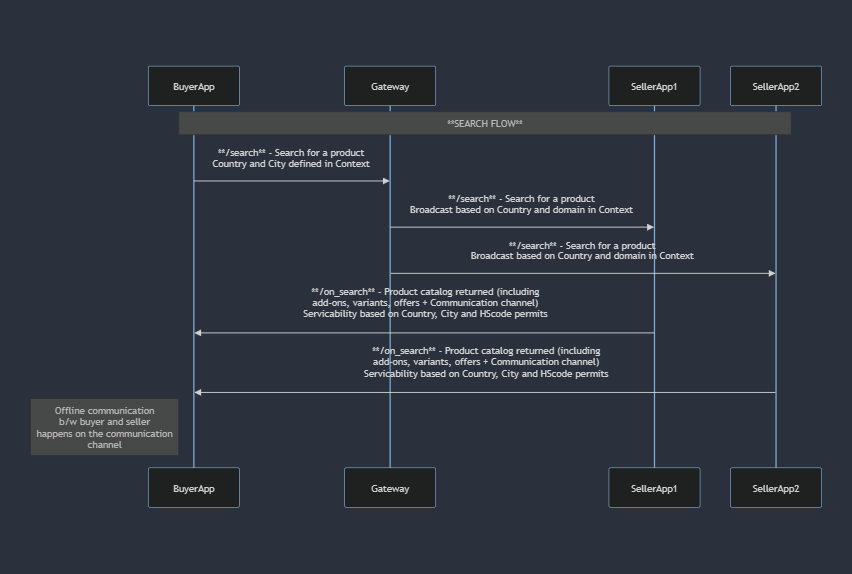 BuyerApp
Gateway
SellerApp1
SellerApp2
**SEARCH FLOW**
**/search** - Search for a product
Country and City defined in Context
**/search** - Search for a product
Broadcast based on Country and domain in Context
**/search** - Search for a product
Broadcast based on Country and domain in Context
**/on_search** - Product catalog returned (including
add-ons, variants, offers + Communication channel)
Servicability based on Country, City and HScode permits
**/on_search** - Product catalog returned (including
add-ons, variants, offers + Communication channel)
Servicability based on Country, City and HScode permits
Offline communication
b/w buyer and seller
happens on the communication
channel
BuyerApp
Gateway
SellerApp1
SellerApp2